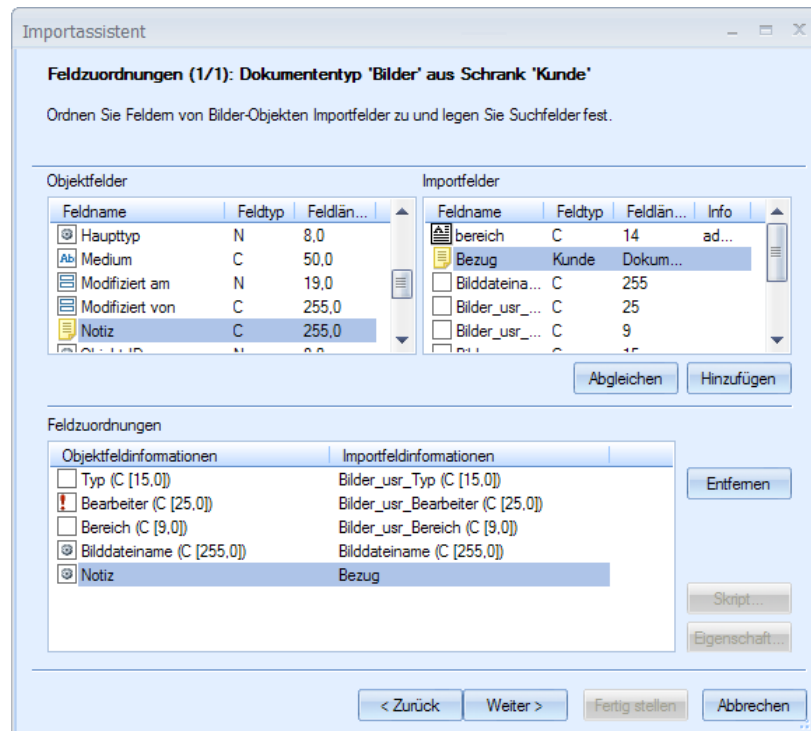 Importassistent
Feldzuordnungen (1/1): Dokumententyp 'Bilder' aus Schrank 'Kunde'
Ordnen Sie Feldern von Bilder-Objekten Importfelder zu und legen Sie Suchfelder fest.
Objektfelder Importfelder
Feldname Feldtyp Feldlän... Feldname Feldtyp Feldlän... Info
Haupttyp N 8,0 bereich C 14 ad...
Ab Medium C 50,0 Bezug Kunde Dokum...
Modifiziert am N 19,0 Bilddateina... C 255
Modifiziert von C 255,0 Bilder_usr_... C 25
Notiz C 255,0 Bilder_usr_... C 9
Abgleichen Hinzufügen
Feldzuordnungen
Objektfeldinformationen Importfeldinformationen
Typ (C [15,0]) Bilder_usr_Typ (C [15,0])
Bearbeiter (C [25,0]) Bilder_usr_Bearbeiter (C [25,0])
Bereich (C [9,0]) Bilder_usr_Bereich (C [9,0])
Bilddateiname (C [255,0]) Bilddateiname (C [255,0])
Notiz Bezug
Entfernen
Skript...
Eigenschaft...
< Zurück Weiter > Fertig stellen Abbrechen